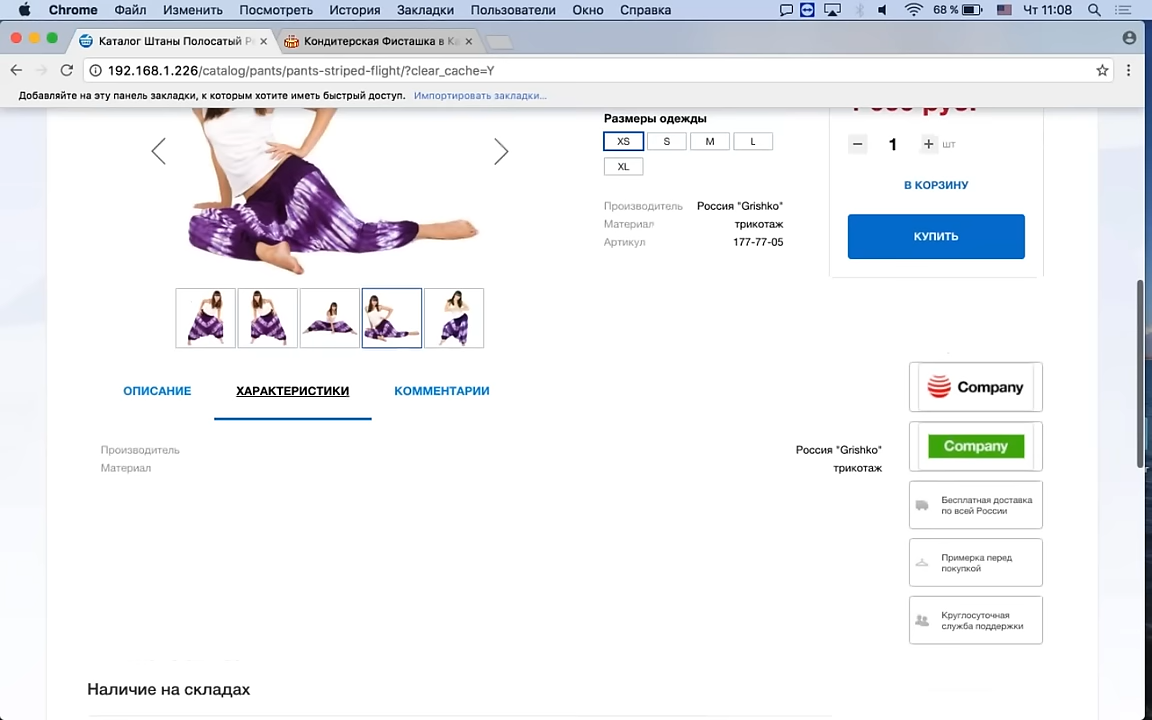 Chrome Файл Изменить Посмотреть История Закладки Пользователи Окно Справка 68 % Чт 11:08
Каталог Штаны Полосатый Кондитерская Фисташка в
192.168.1.226/catalog/pants/pants-striped-flight/?clear_cache=Y
Добавляйте на эту панель закладки, к которым хотите иметь быстрый доступ. Импортировать закладки...
руб.
Размеры одежды
XS S M L
XL
− 1 + шт
В КОРЗИНУ
КУПИТЬ
Производитель Россия "Grishko"
Материал трикотаж
Артикул 177-77-05
ОПИСАНИЕ ХАРАКТЕРИСТИКИ КОММЕНТАРИИ
Производитель Россия "Grishko"
Материал трикотаж
Company
Company
Бесплатная доставка
по всей России
Примерка перед
покупкой
Круглосуточная
служба поддержки
Наличие на складах